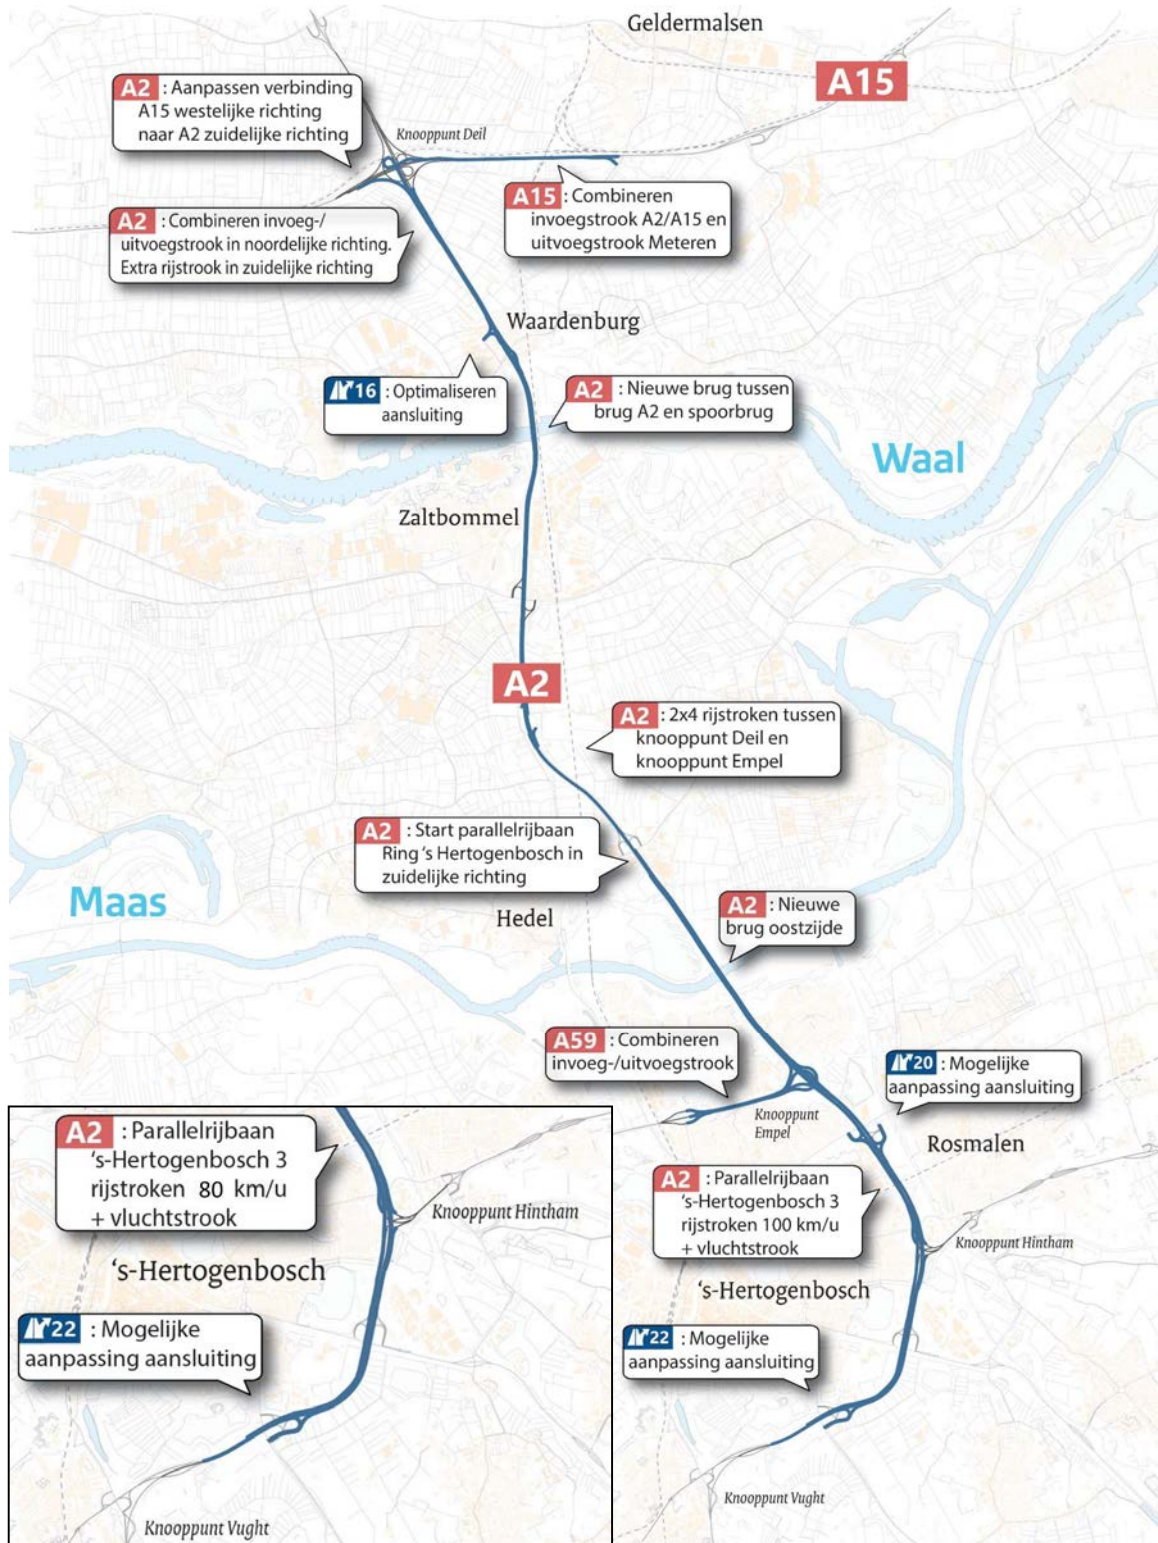 Geldermalsen
A15
A2 : Aanpassen verbinding
A15 westelijke richting
naar A2 zuidelijke richting
Knooppunt Deil
A15 : Combineren
invoegstrook A2/A15 en
uitvoegstrook Meteren
A2 : Combineren invoeg-/
uitvoegstrook in noordelijke richting.
Extra rijstrook in zuidelijke richting
Waardenburg
16 : Optimaliseren
aansluiting
A2 : Nieuwe brug tussen
brug A2 en spoorbrug
Waal
Zaltbommel
A2
A2 : 2x4 rijstroken tussen
knooppunt Deil en
knooppunt Empel
A2 : Start parallelrijbaan
Ring ‘s Hertogenbosch in
zuidelijke richting
Maas
Hedel
A2 : Nieuwe
brug oostzijde
A59 : Combineren
invoeg-/uitvoegstrook
20 : Mogelijke
aanpassing aansluiting
Knooppunt
Empel
Rosmalen
A2 : Parallelrijbaan
‘s-Hertogenbosch 3
rijstroken 100 km/u
+ vluchtstrook
Knooppunt Hintham
‘s-Hertogenbosch
22 : Mogelijke
aanpassing aansluiting
Knooppunt Vught
A2 : Parallelrijbaan
‘s-Hertogenbosch 3
rijstroken 80 km/u
+ vluchtstrook
Knooppunt Hintham
‘s-Hertogenbosch
22 : Mogelijke
aanpassing aansluiting
Knooppunt Vught